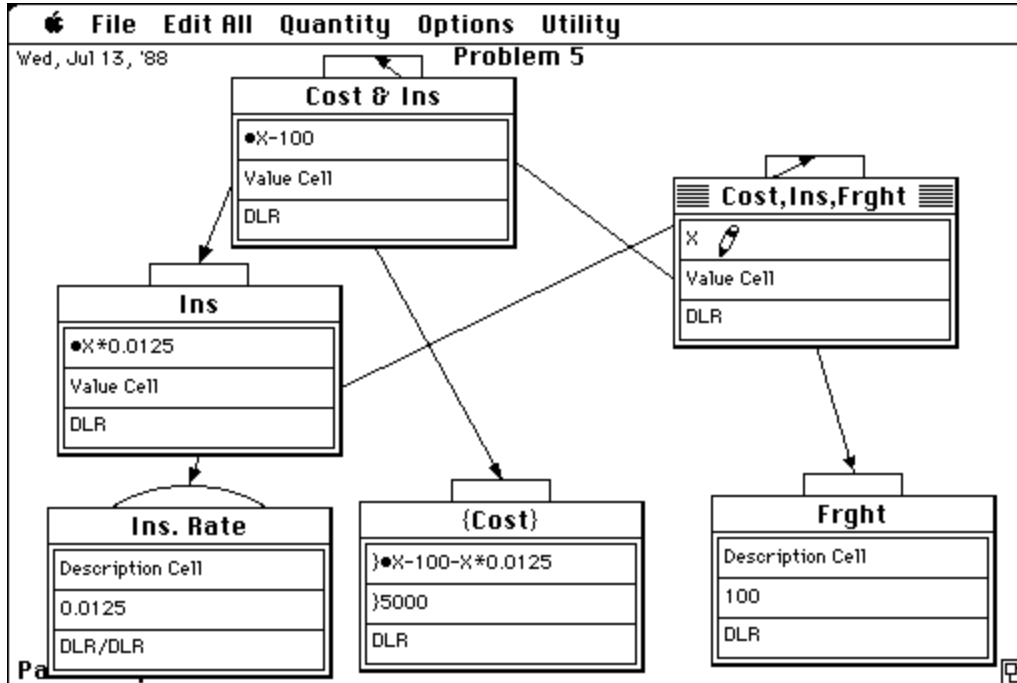 File Edit All Quantity Options Utility
Wed, Jul 13, '88
Problem 5
Cost & Ins
●X-100
Value Cell
DLR
Cost,Ins,Frght
X
Value Cell
DLR
Ins
●X*0.0125
Value Cell
DLR
Ins. Rate
Description Cell
0.0125
DLR/DLR
{Cost}
}●X-100-X*0.0125
}5000
DLR
Frght
Description Cell
100
DLR
Pa